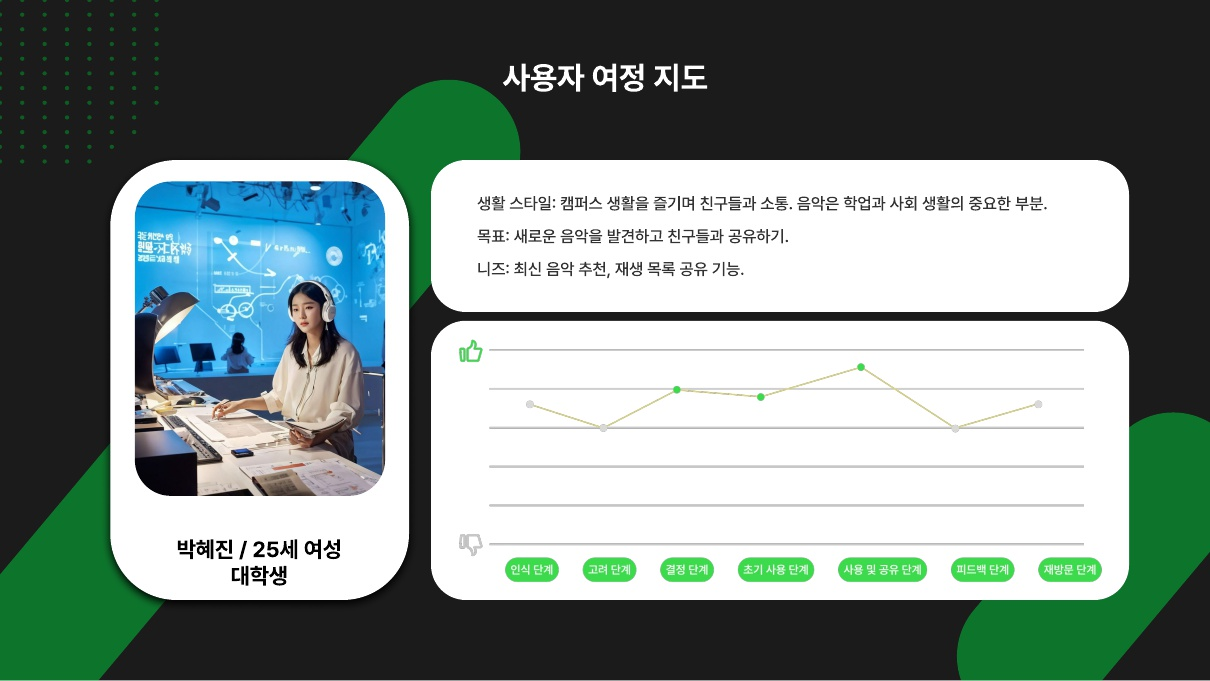 사용자 여정 지도
생활 스타일: 캠퍼스 생활을 즐기며 친구들과 소통. 음악은 학업과 사회 생활의 중요한 부분.
목표: 새로운 음악을 발견하고 친구들과 공유하기.
니즈: 최신 음악 추천, 재생 목록 공유 기능.
박혜진 / 25세 여성
대학생
인식 단계
고려 단계
결정 단계
초기 사용 단계
사용 및 공유 단계
피드백 단계
재방문 단계